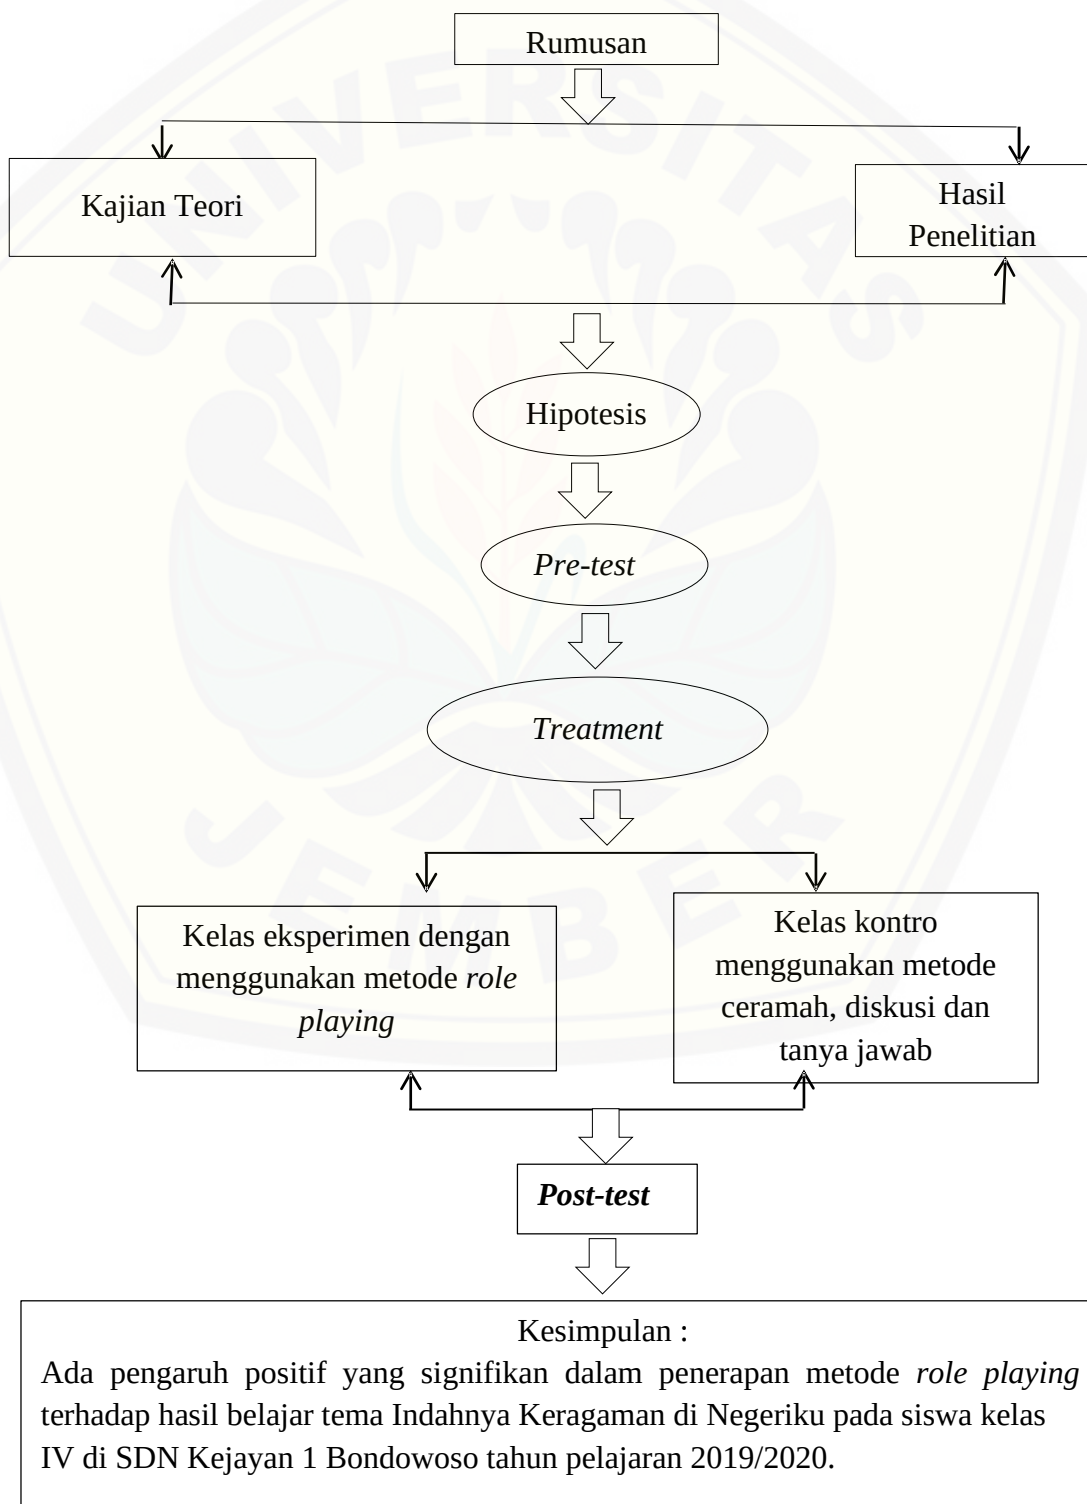 Rumusan
Kajian Teori
Hasil
Penelitian
Hipotesis
Pre-test
Treatment
Kelas eksperimen dengan
menggunakan metode role
playing
Kelas kontro
menggunakan metode
ceramah, diskusi dan
tanya jawab
Post-test
Kesimpulan :
Ada pengaruh positif yang signifikan dalam penerapan metode role playing
terhadap hasil belajar tema Indahnya Keragaman di Negeriku pada siswa kelas
IV di SDN Kejayan 1 Bondowoso tahun pelajaran 2019/2020.
UNIVERSITAS
JEMBER